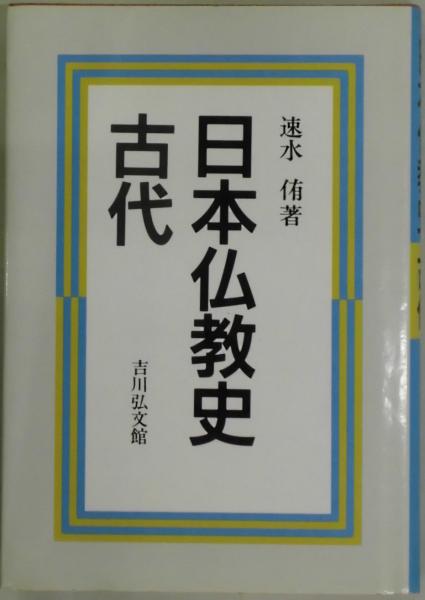 速水 侑著
日本仏教史
古代
吉川弘文館